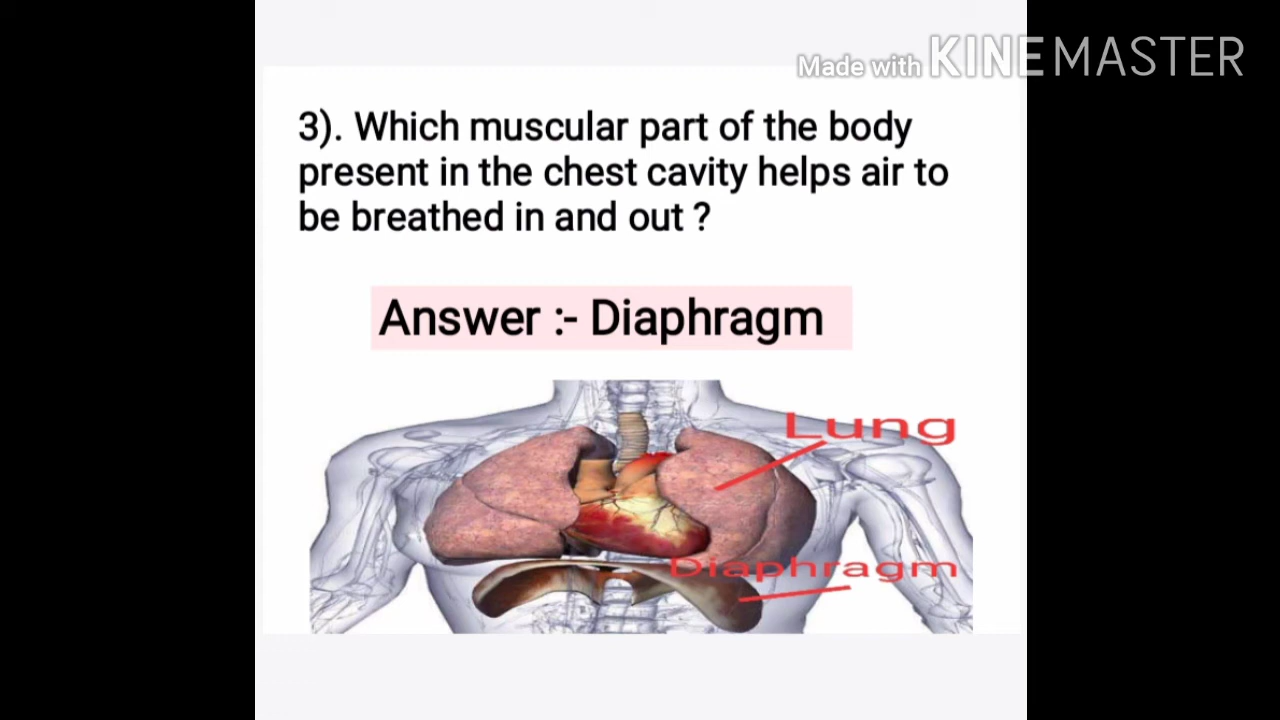 Made with KINEMASTER
3). Which muscular part of the body
present in the chest cavity helps air to
be breathed in and out ?
Answer :- Diaphragm
Lung
Diaphragm